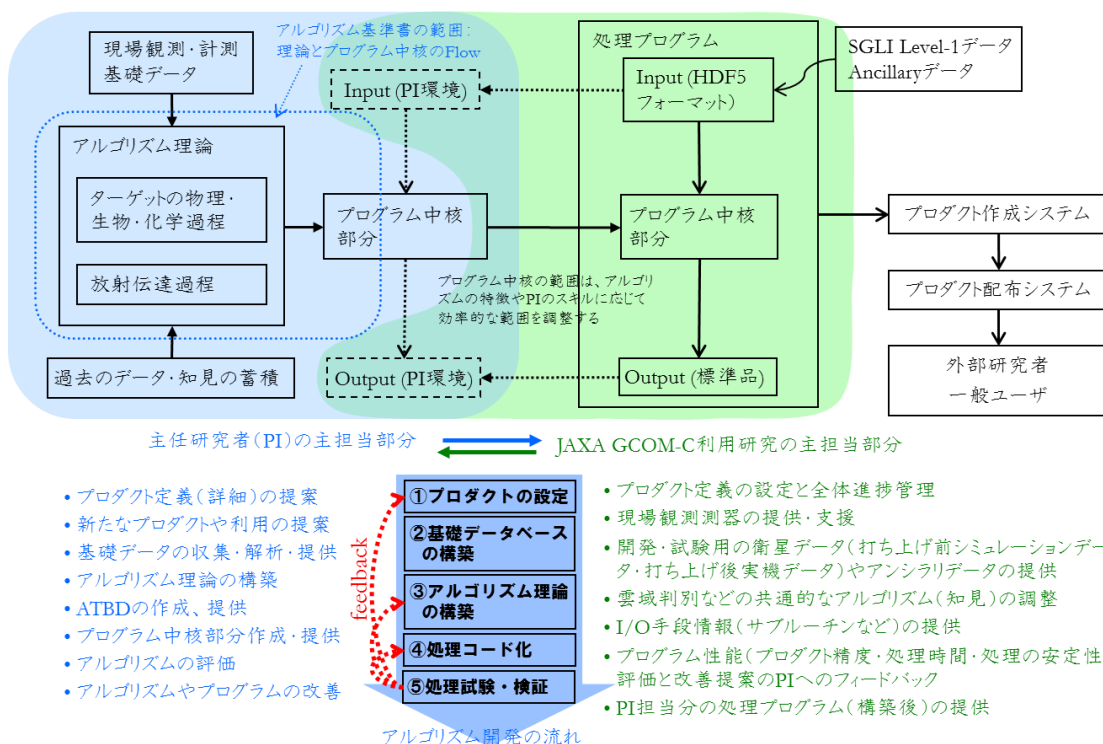 アルゴリズム基準書の範囲:
理論とプログラム中核のFlow
現場観測・計測
基礎データ
Input (PI環境)
処理プログラム
Input (HDF5
フォーマット)
SGLI Level-1データ
Ancillaryデータ
アルゴリズム理論
ターゲットの物理・
生物・化学過程
放射伝達過程
プログラム中核
部分
プログラム中核
部分
プロダクト作成システム
プログラム中核の範囲は、アルゴリ
ズムの特徴やPIのスキルに応じて
効率的な範囲を調整する
プロダクト配布システム
過去のデータ・知見の蓄積
Output (PI環境)
Output (標準品)
外部研究者
一般ユーザ
主任研究者(PI)の主担当部分
JAXA GCOM-C利用研究の主担当部分
• プロダクト定義(詳細)の提案
• 新たなプロダクトや利用の提案
• 基礎データの収集・解析・提供
• アルゴリズム理論の構築
• ATBDの作成、提供
• プログラム中核部分作成・提供
• アルゴリズムの評価
• アルゴリズムやプログラムの改善
feedback
①プロダクトの設定
②基礎データベース
の構築
③アルゴリズム理論
の構築
④処理コード化
⑤処理試験・検証
アルゴリズム開発の流れ
• プロダクト定義の設定と全体進捗管理
• 現場観測測器の提供・支援
• 開発・試験用の衛星データ(打ち上げ前シミュレーションデー
タ・打ち上げ後実機データ)やアンシラリデータの提供
• 雲域判別などの共通的なアルゴリズム(知見)の調整
• I/O手段情報(サブルーチンなど)の提供
• プログラム性能(プロダクト精度・処理時間・処理の安定性
評価と改善提案のPIへのフィードバック
• PI担当分の処理プログラム(構築後)の提供